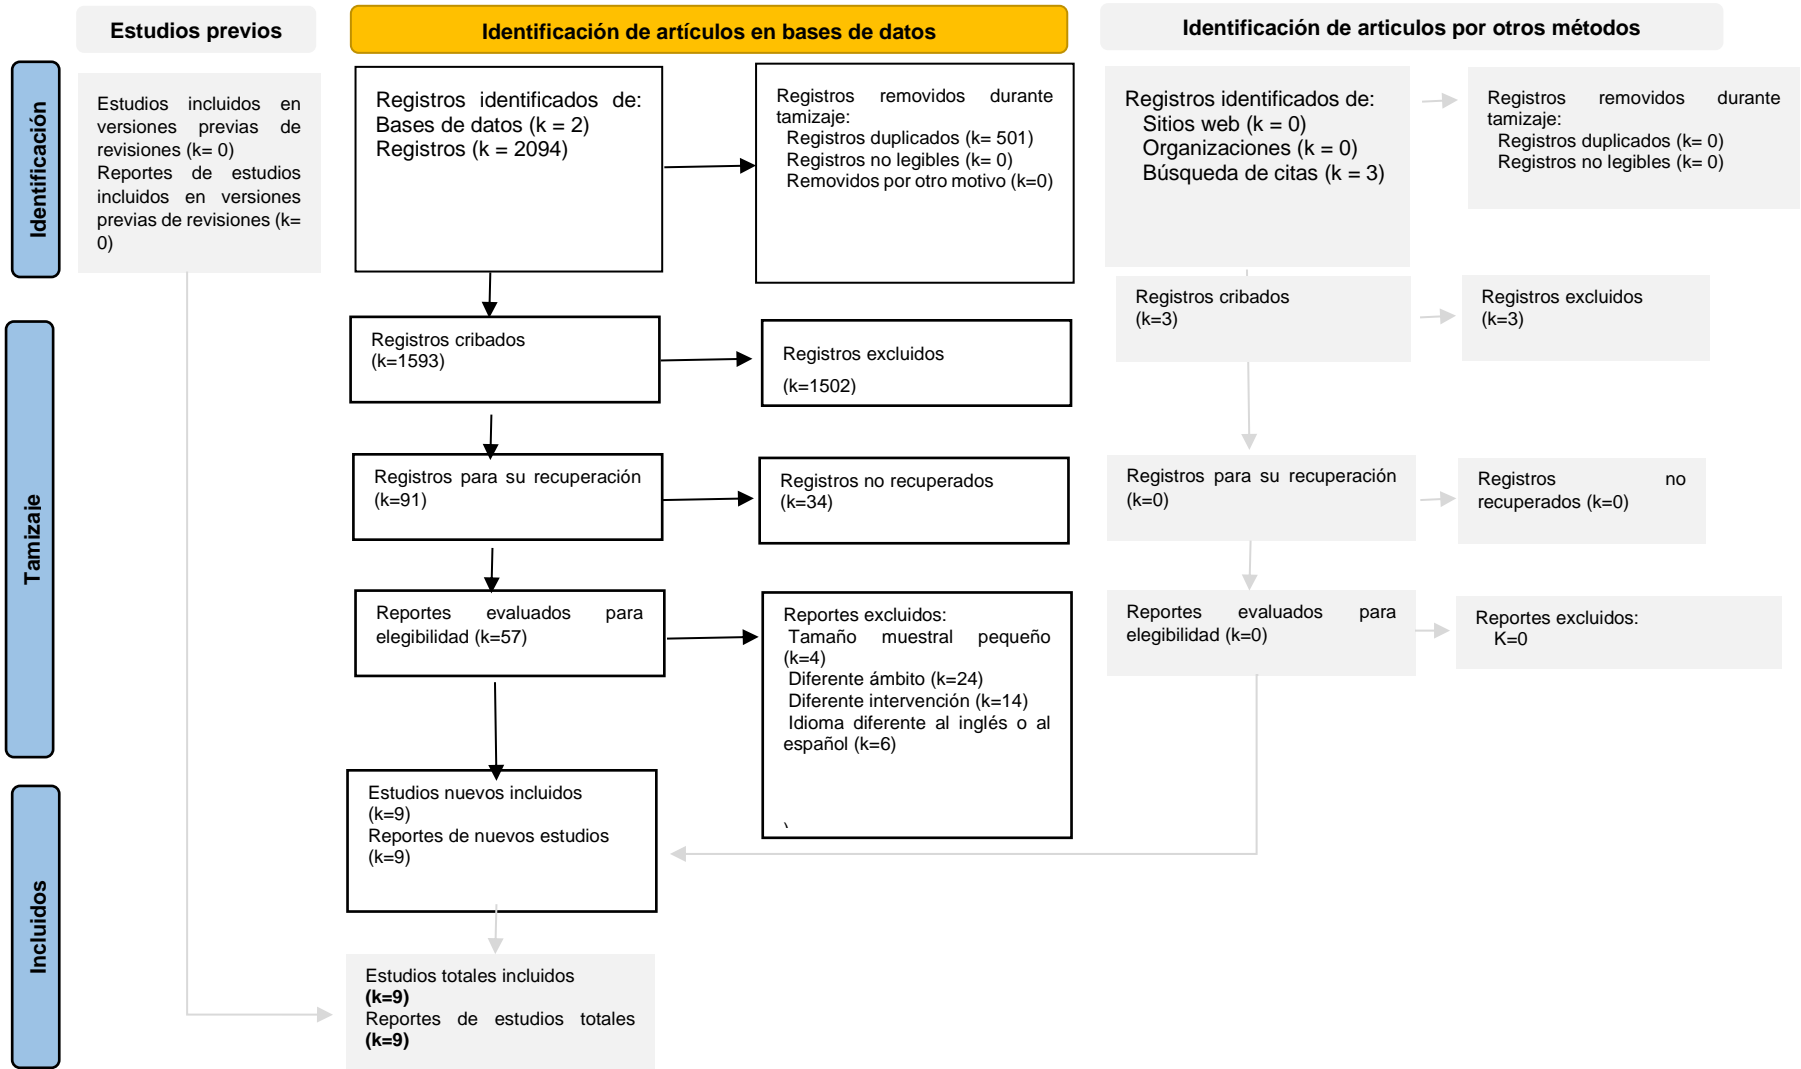 Estudios previos
Identificación de artículos en bases de datos
Identificación de articulos por otros métodos
Identificación
Estudios incluidos en
versiones previas de
revisiones (k= 0)
Reportes de estudios
incluidos en versiones
previas de revisiones (k=
0)
Registros identificados de:
Bases de datos (k = 2)
Registros (k = 2094)
Registros removidos durante
tamizaje:
Registros duplicados (k= 501)
Registros no legibles (k= 0)
Removidos por otro motivo (k=0)
Registros identificados de:
Sitios web (k = 0)
Organizaciones (k = 0)
Búsqueda de citas (k = 3)
Registros removidos durante
tamizaje:
Registros duplicados (k= 0)
Registros no legibles (k= 0)
Tamizaje
Registros cribados
(k=1593)
Registros excluidos
(k=1502)
Registros cribados
(k=3)
Registros excluidos
(k=3)
Registros para su recuperación
(k=91)
Registros no recuperados
(k=34)
Registros para su recuperación
(k=0)
Registros no
recuperados (k=0)
Reportes evaluados para
elegibilidad (k=57)
Reportes excluidos:
Tamaño muestral pequeño
(k=4)
Diferente ámbito (k=24)
Diferente intervención (k=14)
Idioma diferente al inglés o al
español (k=6)
Reportes evaluados para
elegibilidad (k=0)
Reportes excluidos:
K=0
Incluidos
Estudios nuevos incluidos
(k=9)
Reportes de nuevos estudios
(k=9)
Estudios totales incluidos
(k=9)
Reportes de estudios totales
(k=9)